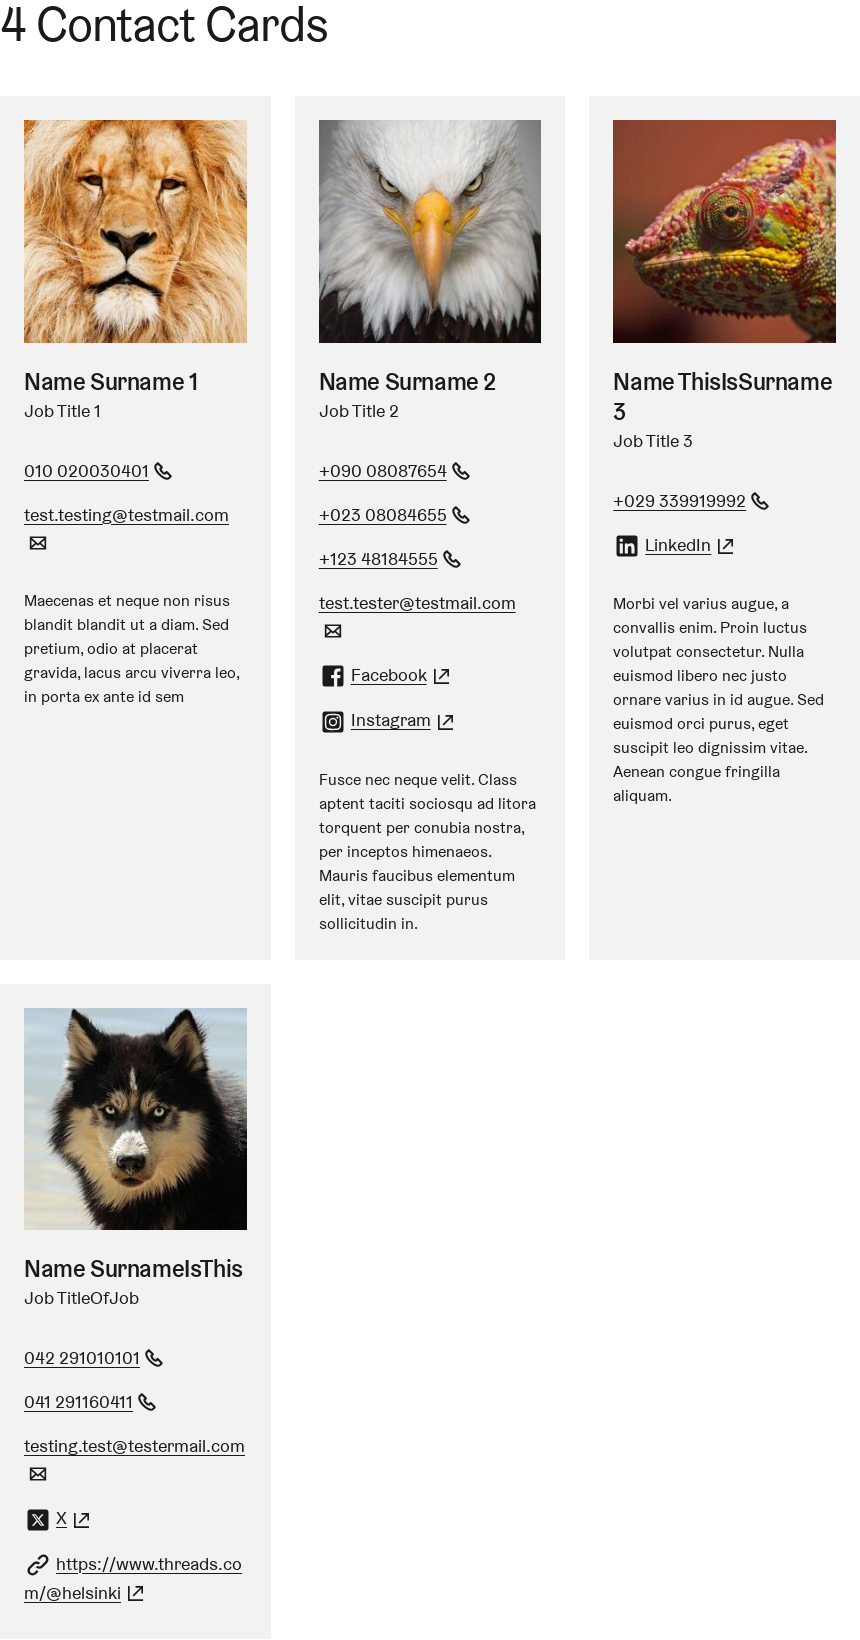 4 Contact Cards
Name Surname 1
Job Title 1
010 020030401
test.testing@testmail.com
Maecenas et neque non risus
blandit blandit ut a diam. Sed
pretium, odio at placerat
gravida, lacus arcu viverra leo,
in porta ex ante id sem
Name Surname 2
Job Title 2
+090 08087654
+023 08084655
+123 48184555
test.tester@testmail.com
Facebook
Instagram
Fusce nec neque velit. Class
aptent taciti sociosqu ad litora
torquent per conubia nostra,
per inceptos himenaeos.
Mauris faucibus elementum
elit, vitae suscipit purus
sollicitudin in.
Name ThisIsSurname
3
Job Title 3
+029 339919992
LinkedIn
Morbi vel varius augue, a
convallis enim. Proin luctus
volutpat consectetur. Nulla
euismod libero nec justo
ornare varius in id augue. Sed
euismod orci purus, eget
suscipit leo dignissim vitae.
Aenean congue fringilla
aliquam.
Name SurnameIsThis
Job TitleOfJob
042 291010101
041 291160411
testing.test@testermail.com
X
https://www.threads.co
m/@helsinki